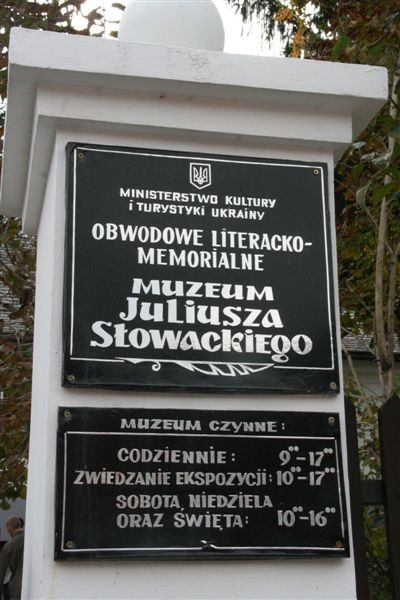 MINISTERSTWO KULTURY
I TURYSTYKI UKRAINY
OBWODOWE LITERACKO-
MEMORIALNE
MUZEUM
JULIUSZA
SŁOWACKIEGO
MUZEUM CZYNNE:
CODZIENNIE: 9⁰⁰-17⁰⁰
ZWIEDZANIE EKSPOZYCJI: 10⁰⁰-17⁰⁰
SOBOTA, NIEDZIELA
ORAZ ŚWIĘTA: 10⁰⁰-16⁰⁰